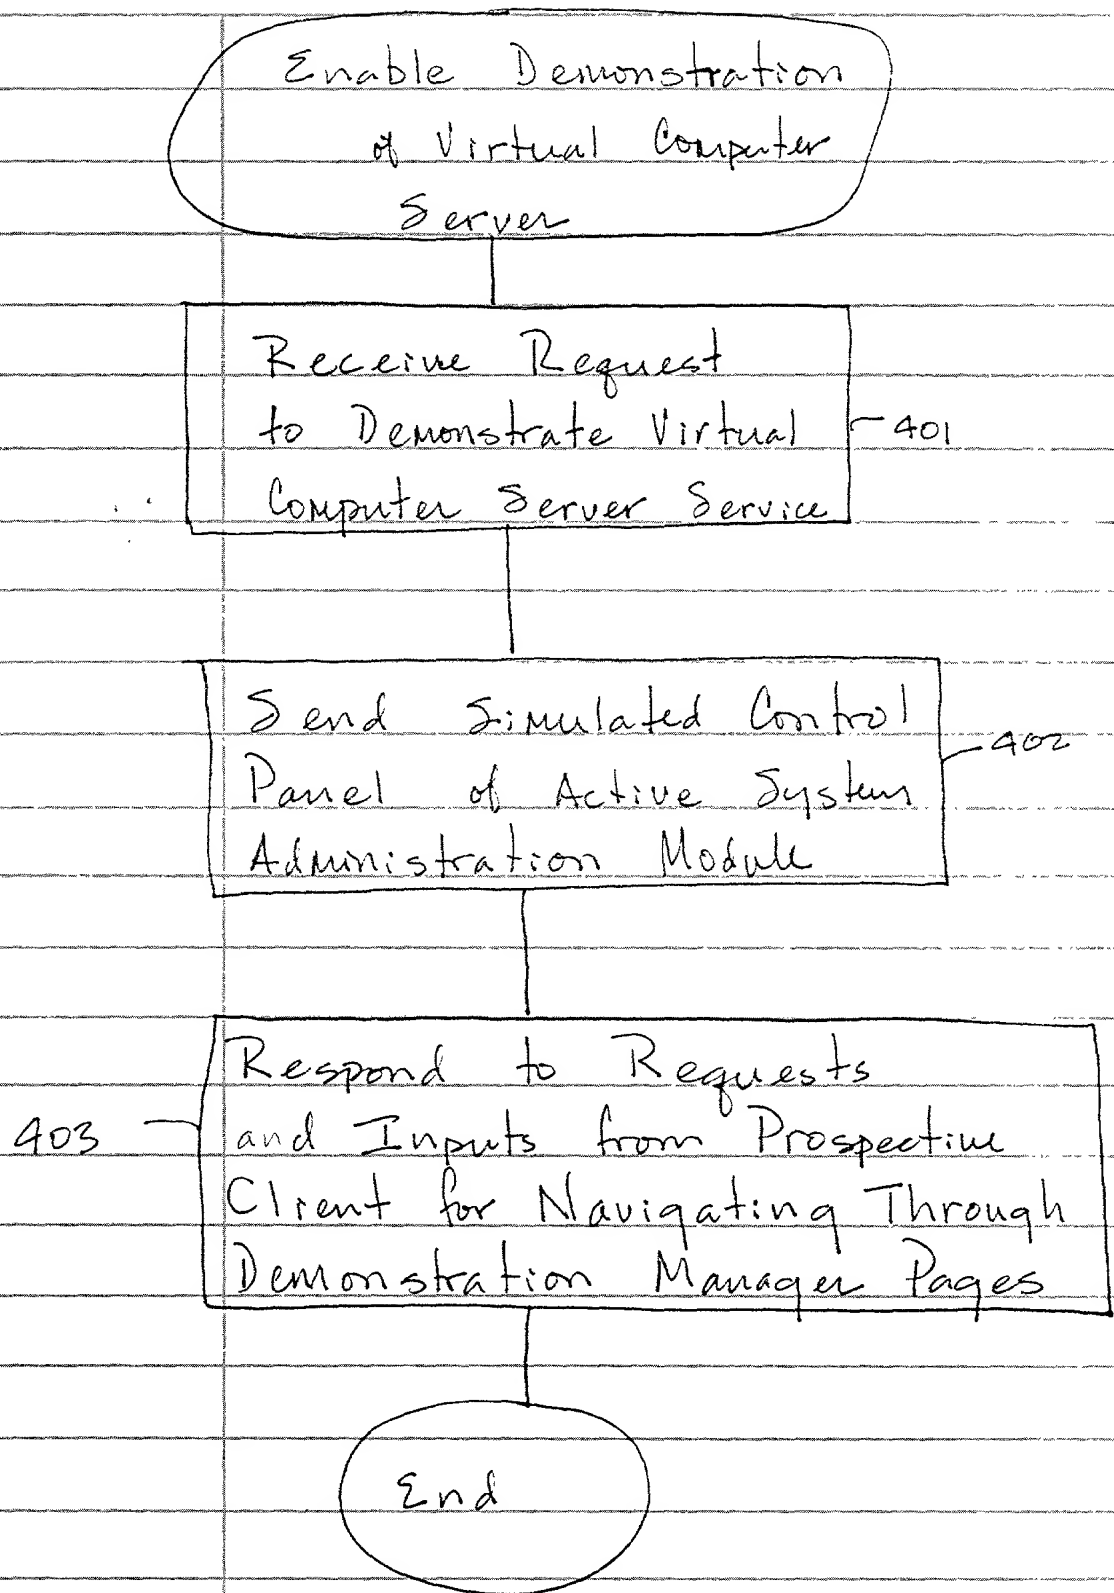 Enable Demonstration
of Virtual Computer
Server
Receive Request
to Demonstrate Virtual
Computer Server Service
401
Send Simulated Control
Panel of Active System
Administration Module
402
Respond to Requests
and Inputs from Prospective
Client for Navigating Through
Demonstration Manager Pages
403
End